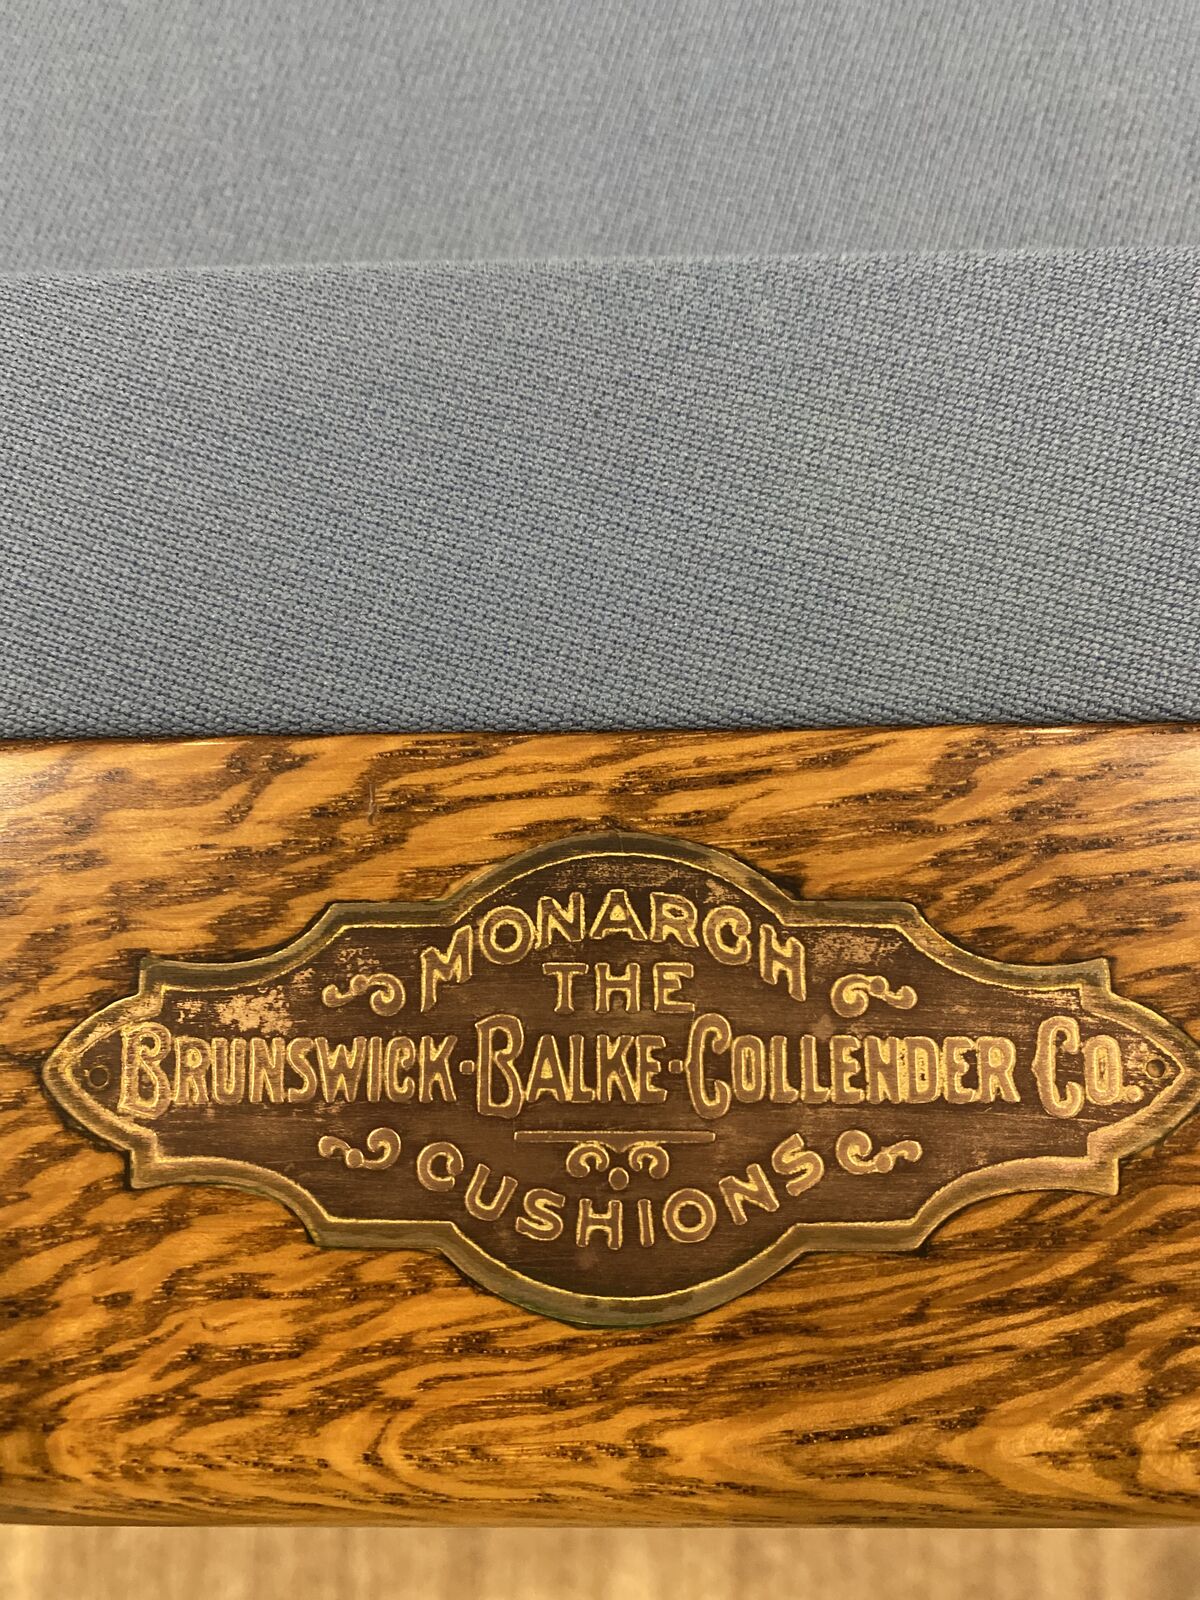 MONARCH
THE
BRUNSWICK-BALKE-COLLENDER CO.
CUSHIONS